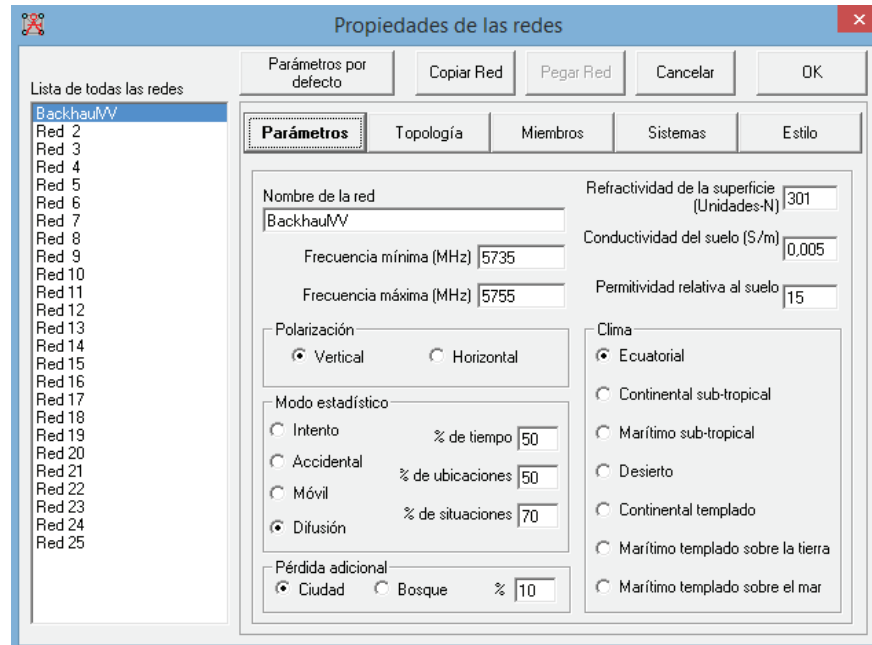 Propiedades de las redes
Parámetros por
defecto
Copiar Red
Pegar Red
Cancelar
OK
Lista de todas las redes
BackhaulVV
Red 2
Red 3
Red 4
Red 5
Red 6
Red 7
Red 8
Red 9
Red 10
Red 11
Red 12
Red 13
Red 14
Red 15
Red 16
Red 17
Red 18
Red 19
Red 20
Red 21
Red 22
Red 23
Red 24
Red 25
Parámetros
Topología
Miembros
Sistemas
Estilo
Nombre de la red
BackhaulVV
Frecuencia mínima (MHz) 5735
Frecuencia máxima (MHz) 5755
Refractividad de la superficie
(Unidades-N) 301
Conductividad del suelo (S/m) 0,005
Permitividad relativa al suelo 15
Polarización
Vertical
Horizontal
Modo estadístico
Intento
Accidental
Móvil
Difusión
% de tiempo 50
% de ubicaciones 50
% de situaciones 70
Pérdida adicional
Ciudad
Bosque
% 10
Clima
Ecuatorial
Continental sub-tropical
Marítimo sub-tropical
Desierto
Continental templado
Marítimo templado sobre la tierra
Marítimo templado sobre el mar